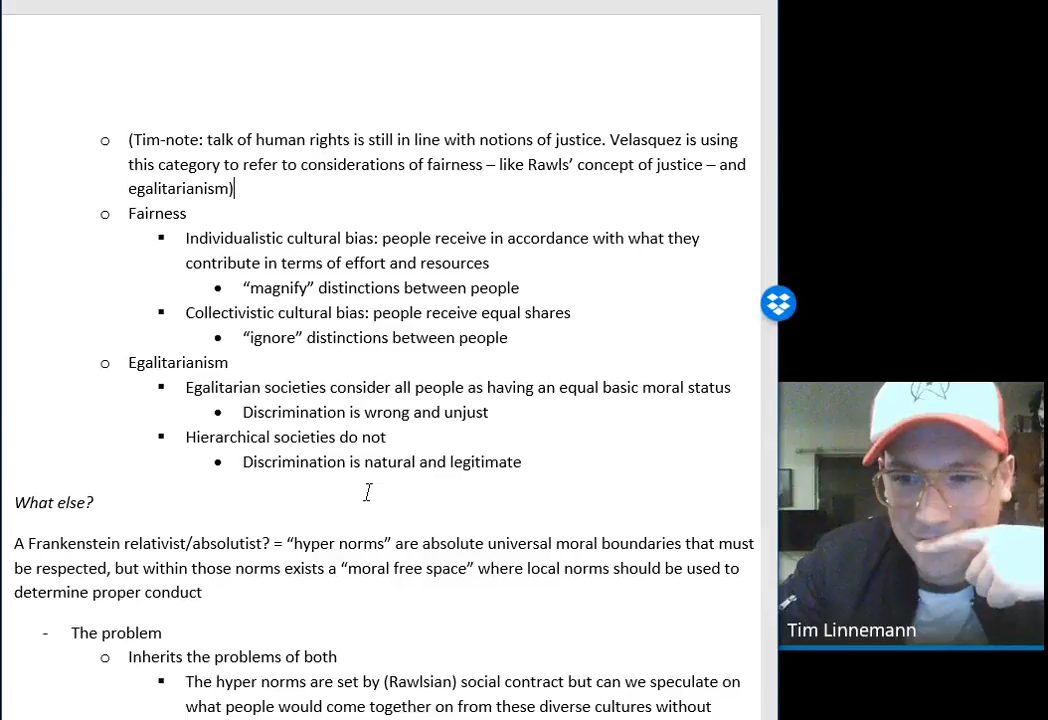 (Tim-note: talk of human rights is still in line with notions of justice. Velasquez is using
this category to refer to considerations of fairness – like Rawls’ concept of justice – and
egalitarianism)
Fairness
Individualistic cultural bias: people receive in accordance with what they
contribute in terms of effort and resources
“magnify” distinctions between people
Collectivistic cultural bias: people receive equal shares
“ignore” distinctions between people
Egalitarianism
Egalitarian societies consider all people as having an equal basic moral status
Discrimination is wrong and unjust
Hierarchical societies do not
Discrimination is natural and legitimate
What else?
A Frankenstein relativist/absolutist? = “hyper norms” are absolute universal moral boundaries that must
be respected, but within those norms exists a “moral free space” where local norms should be used to
determine proper conduct
- The problem
Inherits the problems of both
The hyper norms are set by (Rawlsian) social contract but can we speculate on
what people would come together on from these diverse cultures without
Tim Linnemann